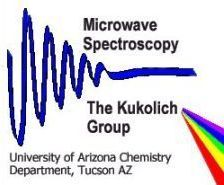 Microwave
Spectroscopy
The Kukolich
Group
University of Arizona Chemistry
Department, Tucson AZ